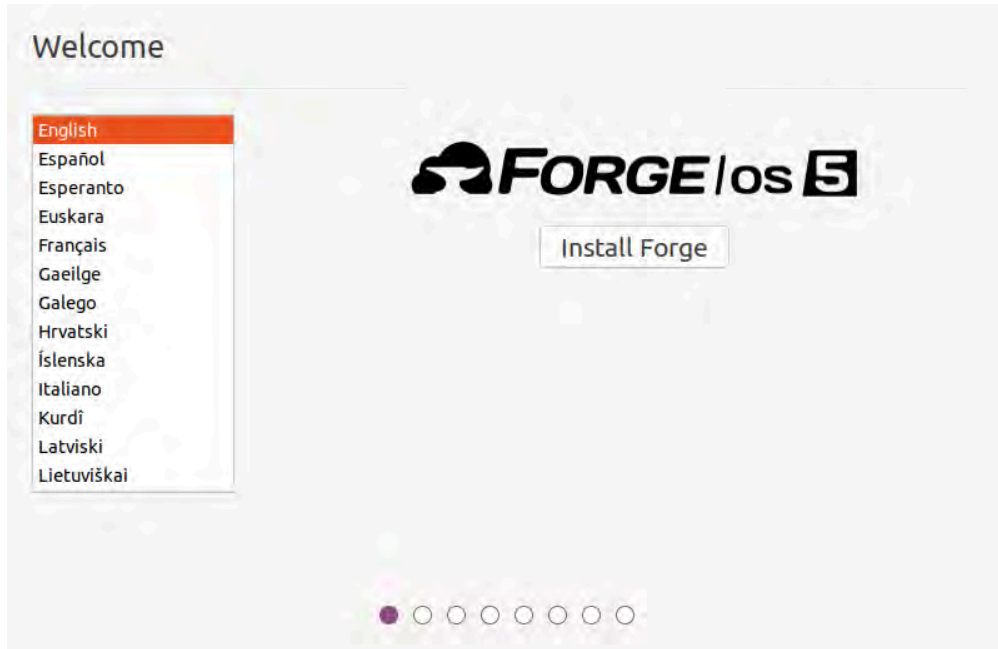 Welcome
English
Español
Esperanto
Euskara
Français
Gaeilge
Galego
Hrvatski
Íslenska
Italiano
Kurdî
Latviski
Lietuviškai
FORGE/os 5
Install Forge